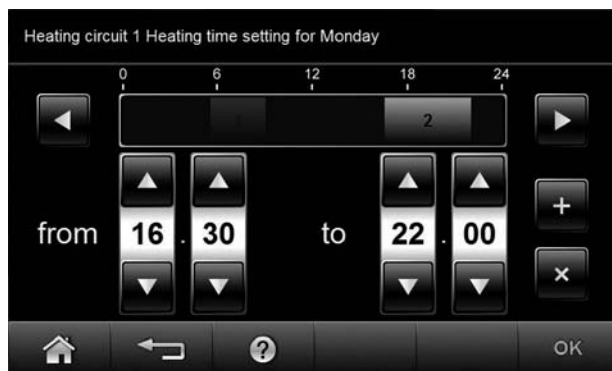 Heating circuit 1 Heating time setting for Monday
0 6 12 18 24
2
from 16 . 30 to 22 . 00
OK